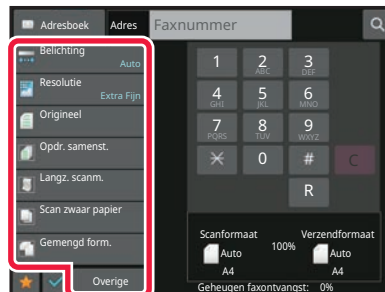 Adresboek Adres Faxnummer
Belichting
Auto
Resolutie
Extra Fijn
Origineel
Opdr. samenst.
Langz. scanm.
Scan zwaar papier
Gemengd form.
Overige
1 2 3
ABC DEF
4 5 6
GHI JKL MNO
7 8 9
PQRS TUV WXYZ
0 # C
R
Scanformaat Verzendformaat
Auto 100% Auto
A4 A4
Geheugen faxontvangst: 0%